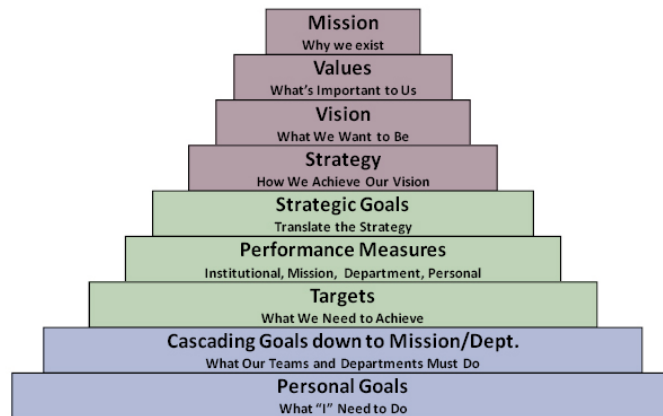 Mission
Why we exist
Values
What's Important to Us
Vision
What We Want to Be
Strategy
How We Achieve Our Vision
Strategic Goals
Translate the Strategy
Performance Measures
Institutional, Mission, Department, Personal
Targets
What We Need to Achieve
Cascading Goals down to Mission/Dept.
What Our Teams and Departments Must Do
Personal Goals
What “I” Need to Do